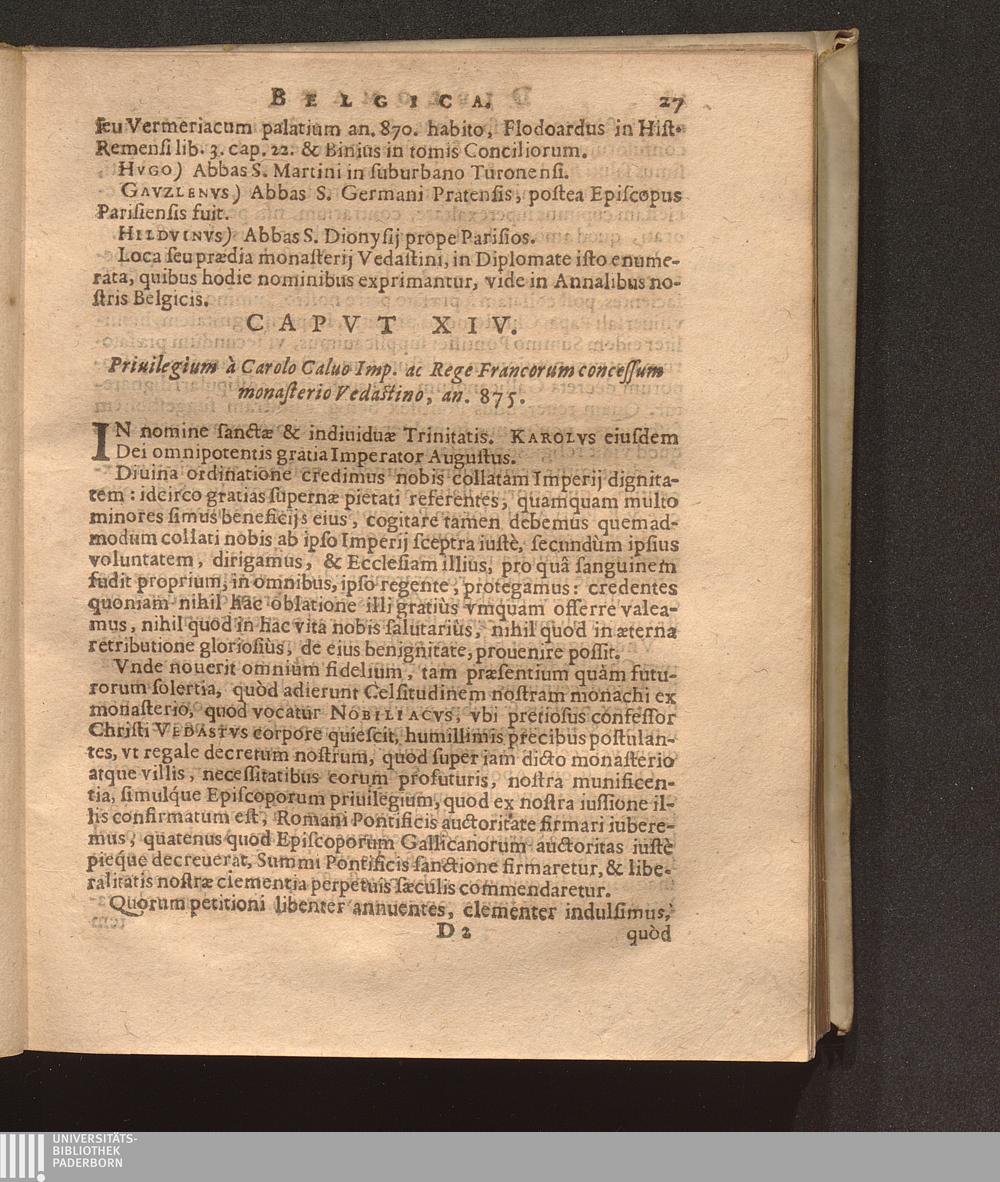 BELGICA. 27
ſeu Vermeriacum palatium an. 870. habito, Flodoardus in Hiſt.
Remenſi lib. 3. cap. 22. & Binius in tomis Conciliorum.
HVGO) Abbas S. Martini in ſuburbano Turonenſi.
GAVZLENVS) Abbas S. Germani Pratenſis, poſtea Epiſcopus
Pariſienſis fuit.
HILDVINVS) Abbas S. Dionyſij prope Pariſios.
Loca ſeu prædia monaſterij Vedaſtini, in Diplomate iſto enume-
rata, quibus hodie nominibus exprimantur, vide in Annalibus no-
ſtris Belgicis.
CAPVT XIV.
Priuilegium à Carolo Caluo Imp. ac Rege Francorum conceſſum
monaſterio Vedaſtino, an. 875.
IN nomine ſanctæ & indiuiduæ Trinitatis. KAROLVS eiuſdem
Dei omnipotentis gratia Imperator Auguſtus.
Diuina ordinatione credimus nobis collatam Imperij dignita-
tem: ideirco gratias ſupernæ pietati referentes, quamquam multo
minores ſimus beneficijs eius, cogitare tamen debemus quemad-
modum collati nobis ab ipſo Imperij ſceptra iuſtè, ſecundùm ipſius
voluntatem, dirigamus, & Eccleſiam illius, pro quâ ſanguinem
fudit proprium, in omnibus, ipſo regente, protegamus: credentes
quoniam nihil hac oblatione illi gratiùs vmquam offerre valea-
mus, nihil quod in hac vita nobis ſalutariùs, nihil quod in æterna
retributione glorioſiùs, de eius benignitate, prouenire poſſit.
Vnde nouerit omnium fidelium, tam præſentium quàm futu-
rorum ſolertia, quòd adierunt Celſitudinem noſtram monachi ex
monaſterio, quod vocatur NOBILIACVS, vbi pretioſus confeſſor
Chriſti VEDASTVS corpore quieſcit, humillimis precibus poſtulan-
tes, vt regale decretum noſtrum, quod ſuper iam dicto monaſterio
atque villis, neceſſitatibus eorum profuturis, noſtra munificen-
tia, ſimulq́ue Epiſcoporum priuilegium, quod ex noſtra iuſſione il-
lis confirmatum eſt, Romani Pontificis auctoritate firmari iubere-
mus, quatenus quod Epiſcoporum Gallicanorum auctoritas iuſtè
pieq́ue decreuerat, Summi Pontificis ſanctione firmaretur, & libe-
ralitatis noſtræ clementia perpetuis ſæculis commendaretur.
Quorum petitioni libenter annuentes, clementer indulſimus,
D 2 quòd
UNIVERSITÄTS-
BIBLIOTHEK
PADERBORN